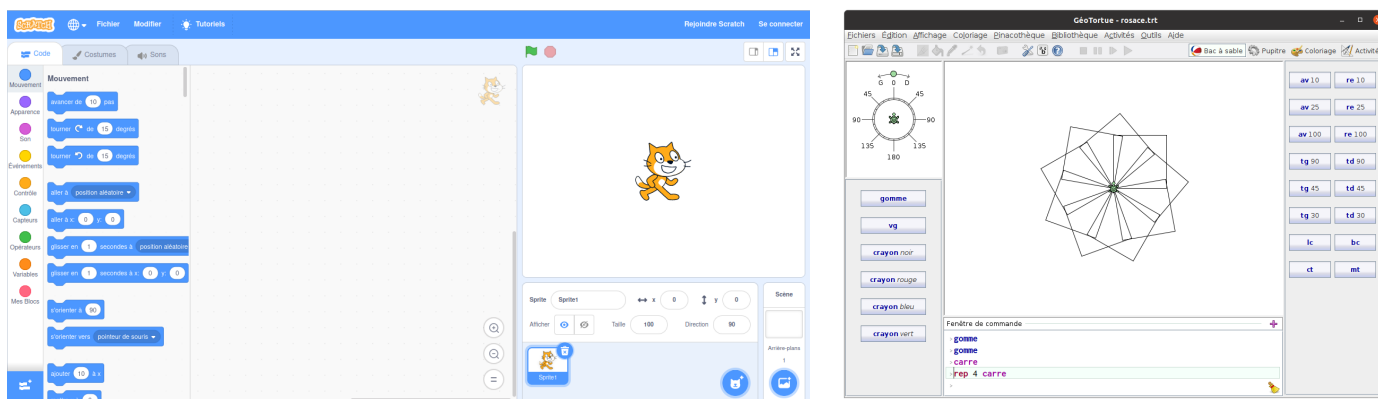 SCRATCH Fichier Modifier Tutoriels Rejoindre Scratch Se connecter
Code Costumes Sons
Mouvement
Apparence
Son
Événements
Contrôle
Capteurs
Opérateurs
Variables
Mes Blocs
Mouvement
avancer de 10 pas
tourner de 15 degrés
tourner de 15 degrés
aller à position aléatoire
aller à x: 0 y: 0
glisser en 1 secondes à position aléatoire
glisser en 1 secondes à x: 0 y: 0
s'orienter à 90
s'orienter vers pointeur de souris
ajouter 10 à x
Sprite Sprite1 x 0 y 0
Afficher Taille 100 Direction 90
Sprite1
Scène
Arrière-plans
1
GéoTortue - rosace.trt
Fichiers Édition Affichage Coloriage Pinacothèque Bibliothèque Activités Outils Aide
Bac à sable Pupitre Coloriage Activité
G 0 D
45 45
90 90
135 135
180
gomme
vg
crayon noir
crayon rouge
crayon bleu
crayon vert
Fenêtre de commande
gomme
gomme
carre
rep 4 carre
av 10 re 10
av 25 re 25
av 100 re 100
tg 90 td 90
tg 45 td 45
tg 30 td 30
lc bc
ct mt